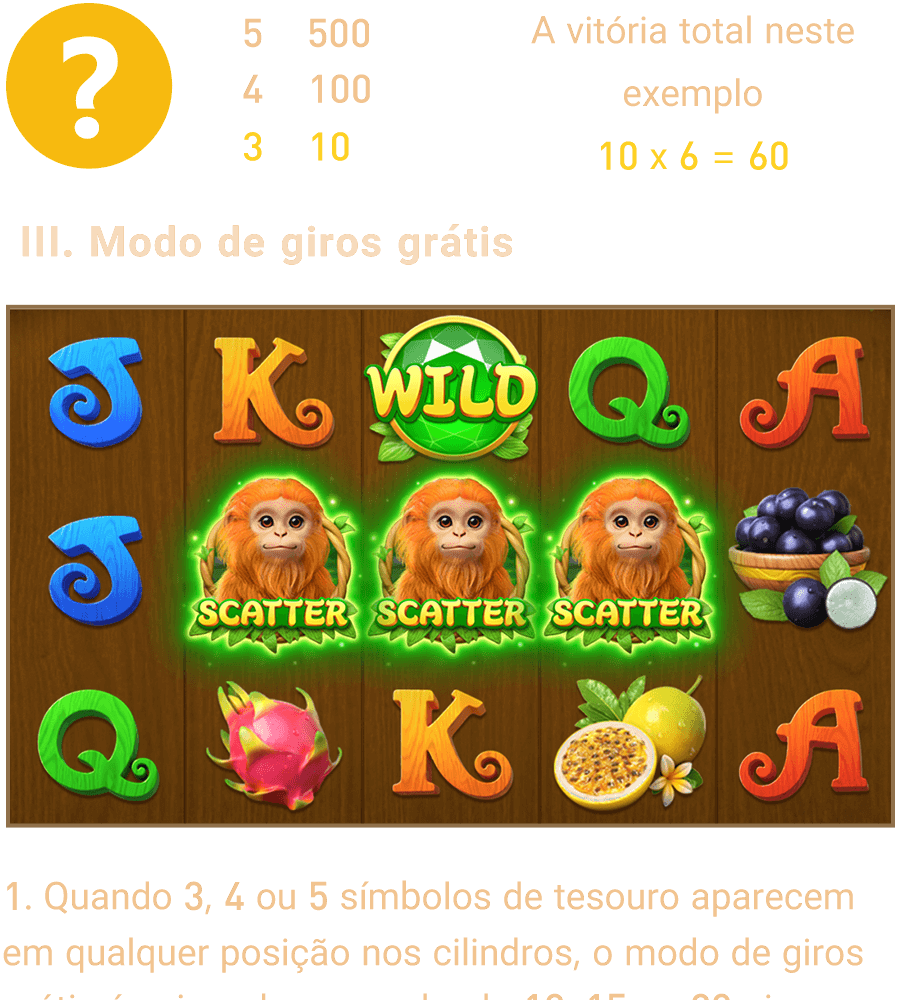 ?
5 500
4 100
3 10
A vitória total neste
exemplo
10 x 6 = 60
III. Modo de giros grátis
J K WILD Q A
J SCATTER SCATTER SCATTER
Q K A
1. Quando 3, 4 ou 5 símbolos de tesouro aparecem
em qualquer posição nos cilindros, o modo de giros